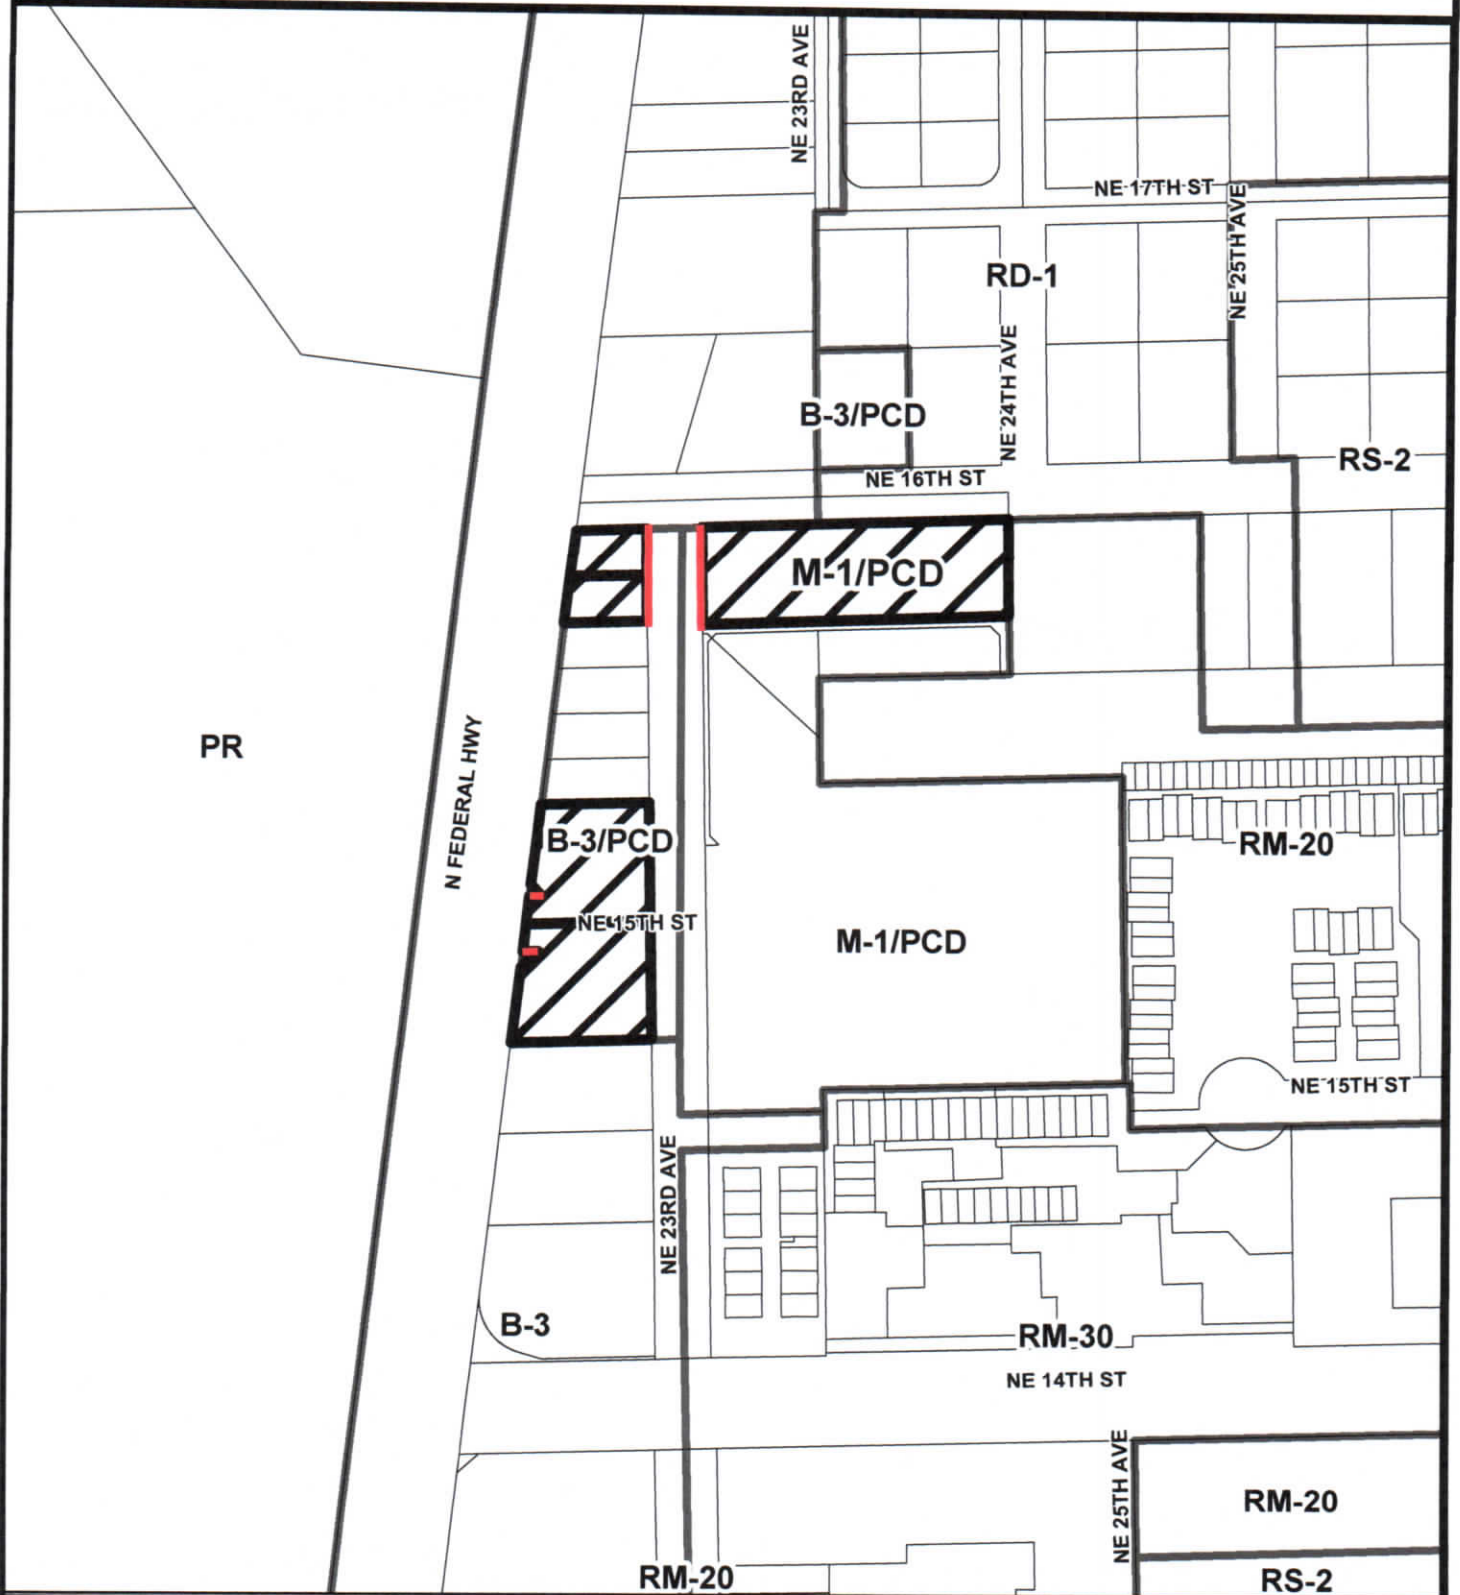 NE 23RD AVE
NE 17TH ST
NE 25TH AVE
RD-1
NE 24TH AVE
B-3/PCD
RS-2
NE 16TH ST
M-1/PCD
PR
N FEDERAL HWY
B-3/PCD
RM-20
NE 15TH ST
M-1/PCD
NE 15TH ST
NE 23RD AVE
B-3
RM-30
NE 14TH ST
NE 25TH AVE
RM-20
RM-20
RS-2